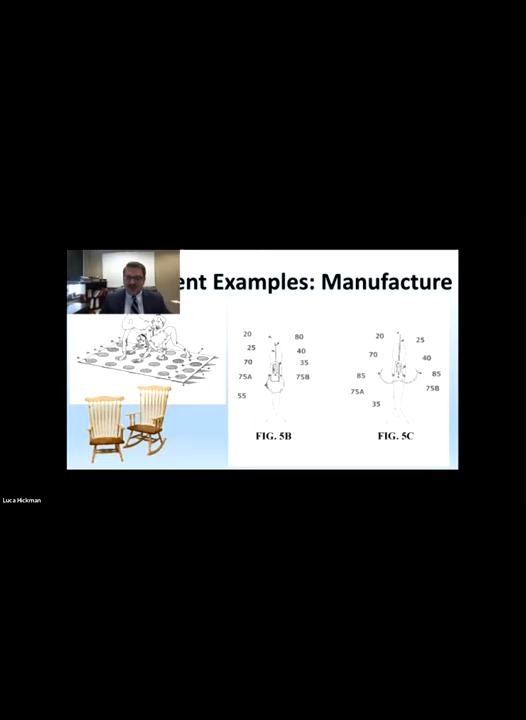 ent Examples: Manufacture
20
25
70
75A
55
80
40
35
75B
FIG. 5B
20
70
85
75A
35
25
40
85
75B
FIG. 5C
Luca Hickman